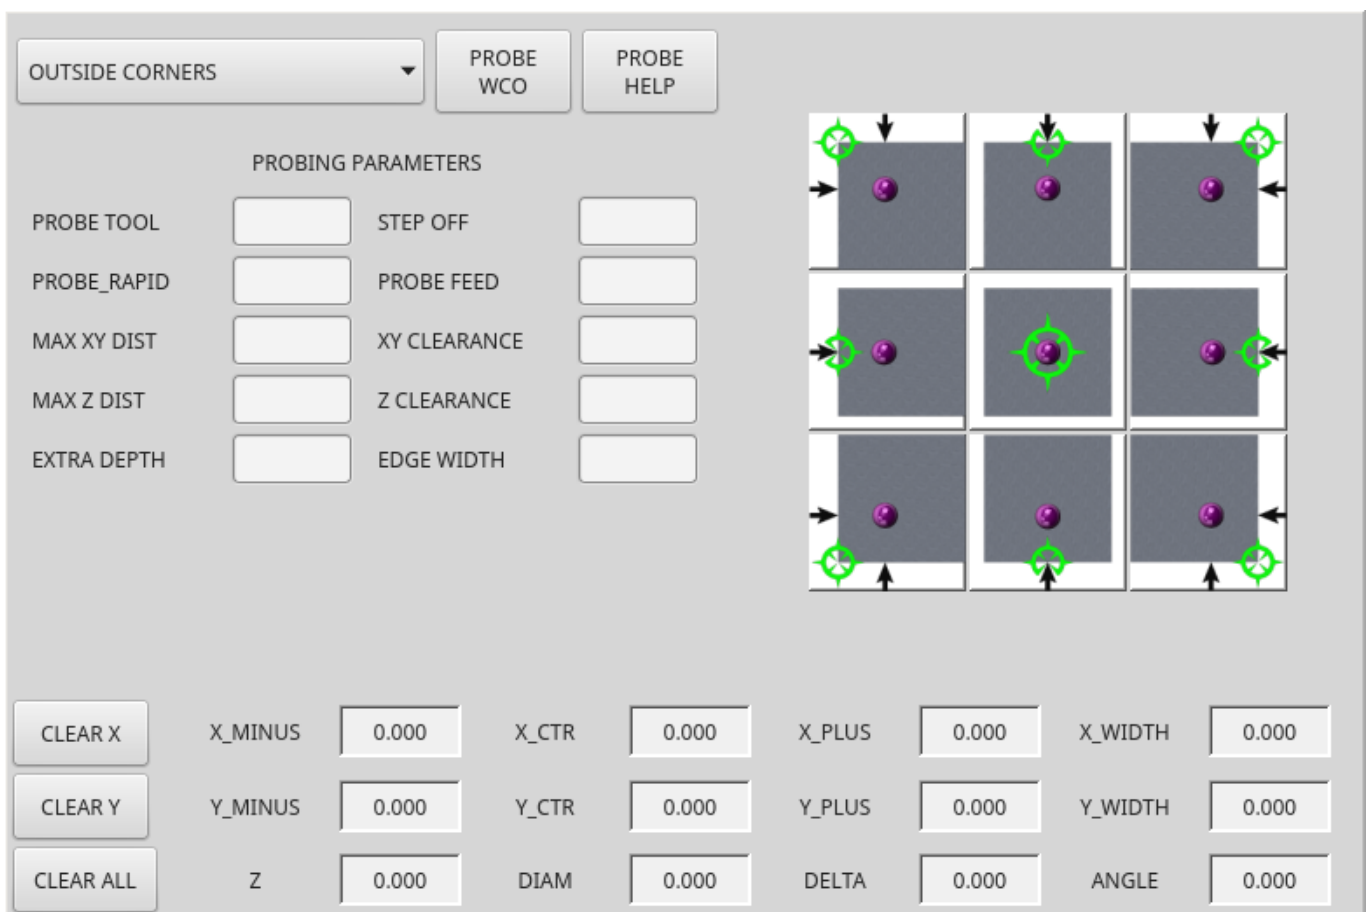 OUTSIDE CORNERS
PROBE
WCO
PROBE
HELP
PROBING PARAMETERS
PROBE TOOL
STEP OFF
PROBE_RAPID
PROBE FEED
MAX XY DIST
XY CLEARANCE
MAX Z DIST
Z CLEARANCE
EXTRA DEPTH
EDGE WIDTH
CLEAR X
X_MINUS
0.000
X_CTR
0.000
X_PLUS
0.000
X_WIDTH
0.000
CLEAR Y
Y_MINUS
0.000
Y_CTR
0.000
Y_PLUS
0.000
Y_WIDTH
0.000
CLEAR ALL
Z
0.000
DIAM
0.000
DELTA
0.000
ANGLE
0.000